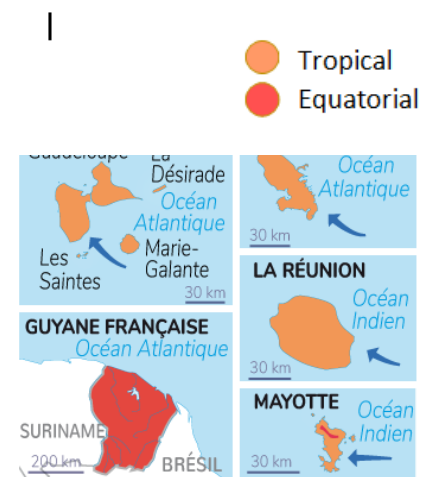 Tropical
Equatorial
Guadeloupe
La
Désirade
Océan
Atlantique
Les
Saintes
Marie-
Galante
30 km
Océan
Atlantique
30 km
LA RÉUNION
Océan
Indien
30 km
GUYANE FRANÇAISE
Océan Atlantique
SURINAME
BRÉSIL
200 km
MAYOTTE
Océan
Indien
30 km